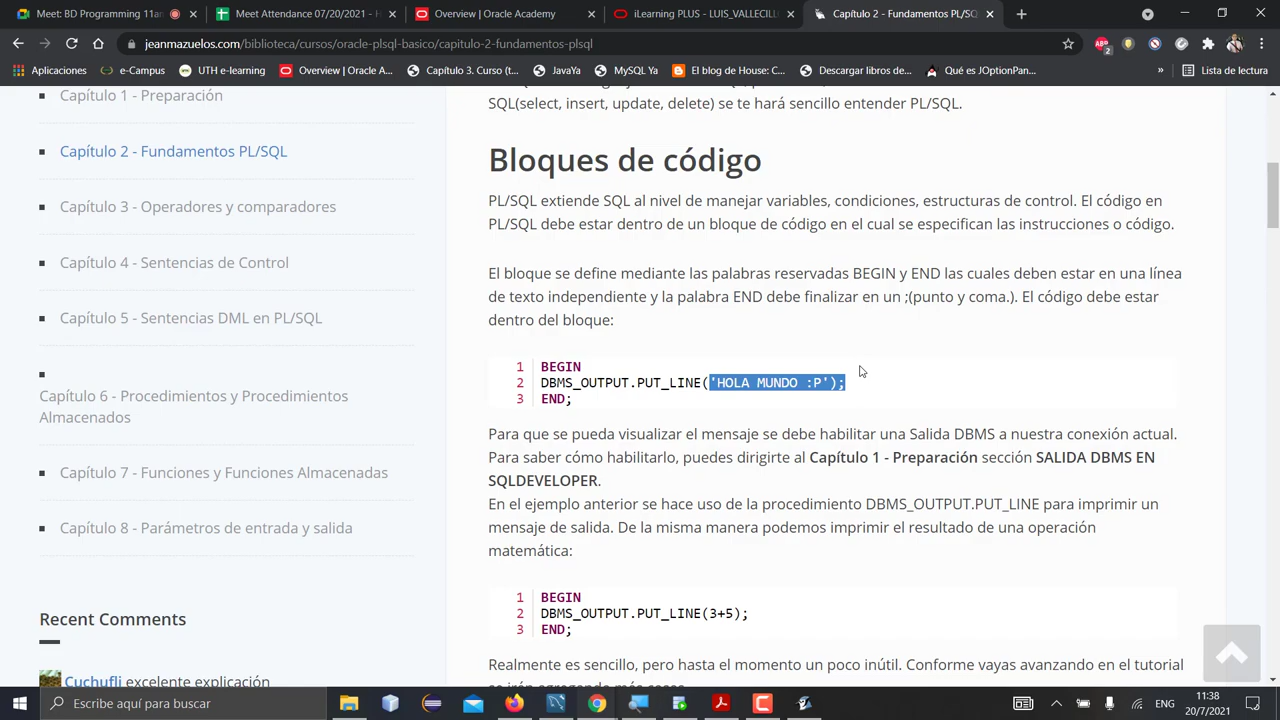 Meet: BD Programming 11am
Meet Attendance 07/20/2021 - H
Overview | Oracle Academy
iLearning PLUS - LUIS_VALLECILL
Capítulo 2 - Fundamentos PL/SQ
jeanmazuelos.com/biblioteca/cursos/oracle-plsql-basico/capitulo-2-fundamentos-plsql
2
Aplicaciones
e-Campus
UTH e-learning
Overview | Oracle A...
Capítulo 3. Curso (t...
JavaYa
MySQL Ya
El blog de House: C...
Descargar libros de...
Qué es JOptionPan...
»
Lista de lectura
Capítulo 1 - Preparación
Capítulo 2 - Fundamentos PL/SQL
Capítulo 3 - Operadores y comparadores
Capítulo 4 - Sentencias de Control
Capítulo 5 - Sentencias DML en PL/SQL
Capítulo 6 - Procedimientos y Procedimientos
Almacenados
Capítulo 7 - Funciones y Funciones Almacenadas
Capítulo 8 - Parámetros de entrada y salida
Recent Comments
Cuchufli excelente explicación
SQL(select, insert, update, delete) se te hará sencillo entender PL/SQL.
Bloques de código
PL/SQL extiende SQL al nivel de manejar variables, condiciones, estructuras de control. El código en
PL/SQL debe estar dentro de un bloque de código en el cual se especifican las instrucciones o código.
El bloque se define mediante las palabras reservadas BEGIN y END las cuales deben estar en una línea
de texto independiente y la palabra END debe finalizar en un ;(punto y coma.). El código debe estar
dentro del bloque:
1 BEGIN
2 DBMS_OUTPUT.PUT_LINE('HOLA MUNDO :P');
3 END;
Para que se pueda visualizar el mensaje se debe habilitar una Salida DBMS a nuestra conexión actual.
Para saber cómo habilitarlo, puedes dirigirte al Capítulo 1 - Preparación sección SALIDA DBMS EN
SQLDEVELOPER.
En el ejemplo anterior se hace uso de la procedimiento DBMS_OUTPUT.PUT_LINE para imprimir un
mensaje de salida. De la misma manera podemos imprimir el resultado de una operación
matemática:
1 BEGIN
2 DBMS_OUTPUT.PUT_LINE(3+5);
3 END;
Realmente es sencillo, pero hasta el momento un poco inútil. Conforme vayas avanzando en el tutorial
Escribe aquí para buscar
ENG
11:38
20/7/2021